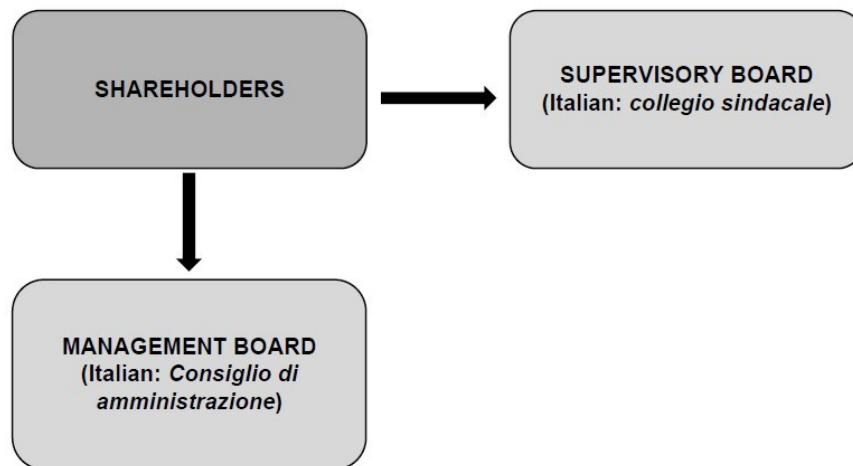 SHAREHOLDERS
SUPERVISORY BOARD
(Italian: collegio sindacale)
MANAGEMENT BOARD
(Italian: Consiglio di
amministrazione)